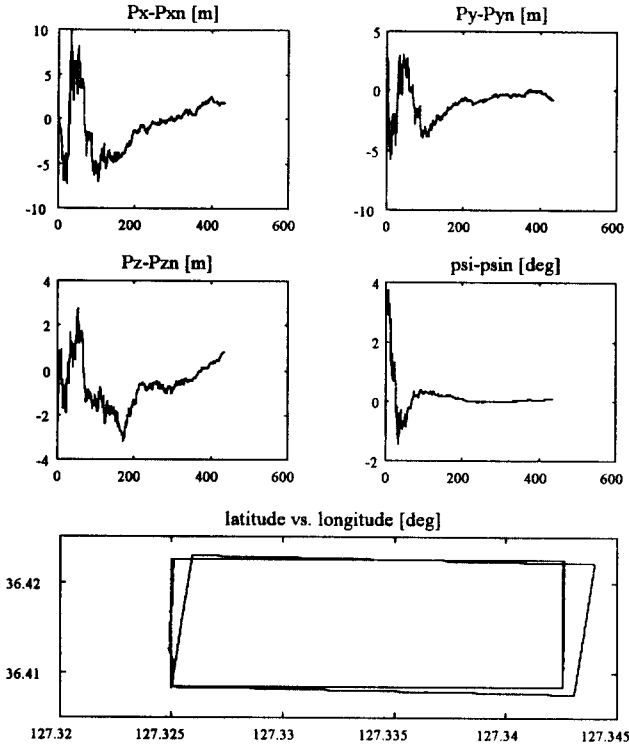 Px-Pxn [m]
Py-Pyn [m]
10
5
0
-5
-10
0 200 400 600
5
0
-5
-10
0 200 400 600
Pz-Pzn [m]
psi-psin [deg]
4
2
0
-2
-4
0 200 400 600
4
2
0
-2
0 200 400 600
latitude vs. longitude [deg]
36.42
36.41
127.32 127.325 127.33 127.335 127.34 127.345